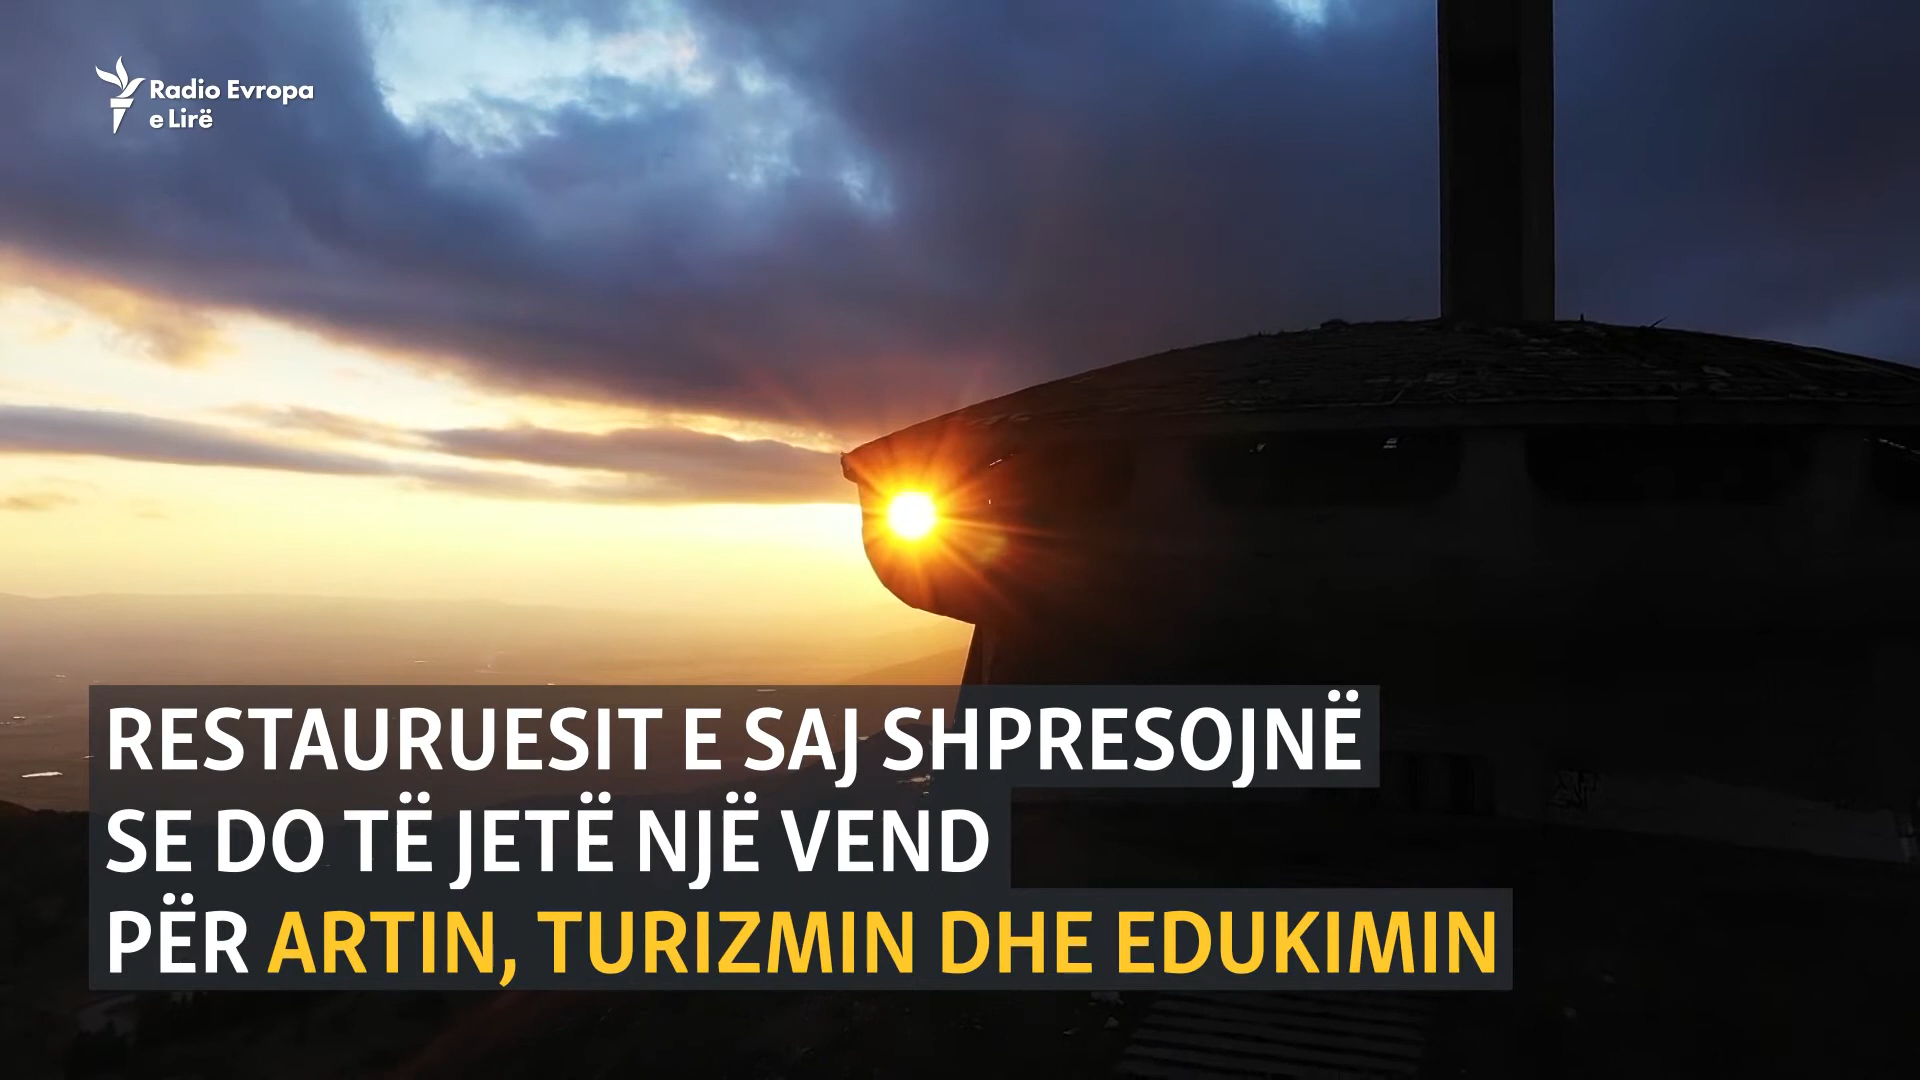 Radio Evropa
e Lirë
RESTAURUESIT E SAJ SHPRESOJNË
SE DO TË JETË NJË VEND
PËR ARTIN, TURIZMIN DHE EDUKIMIN